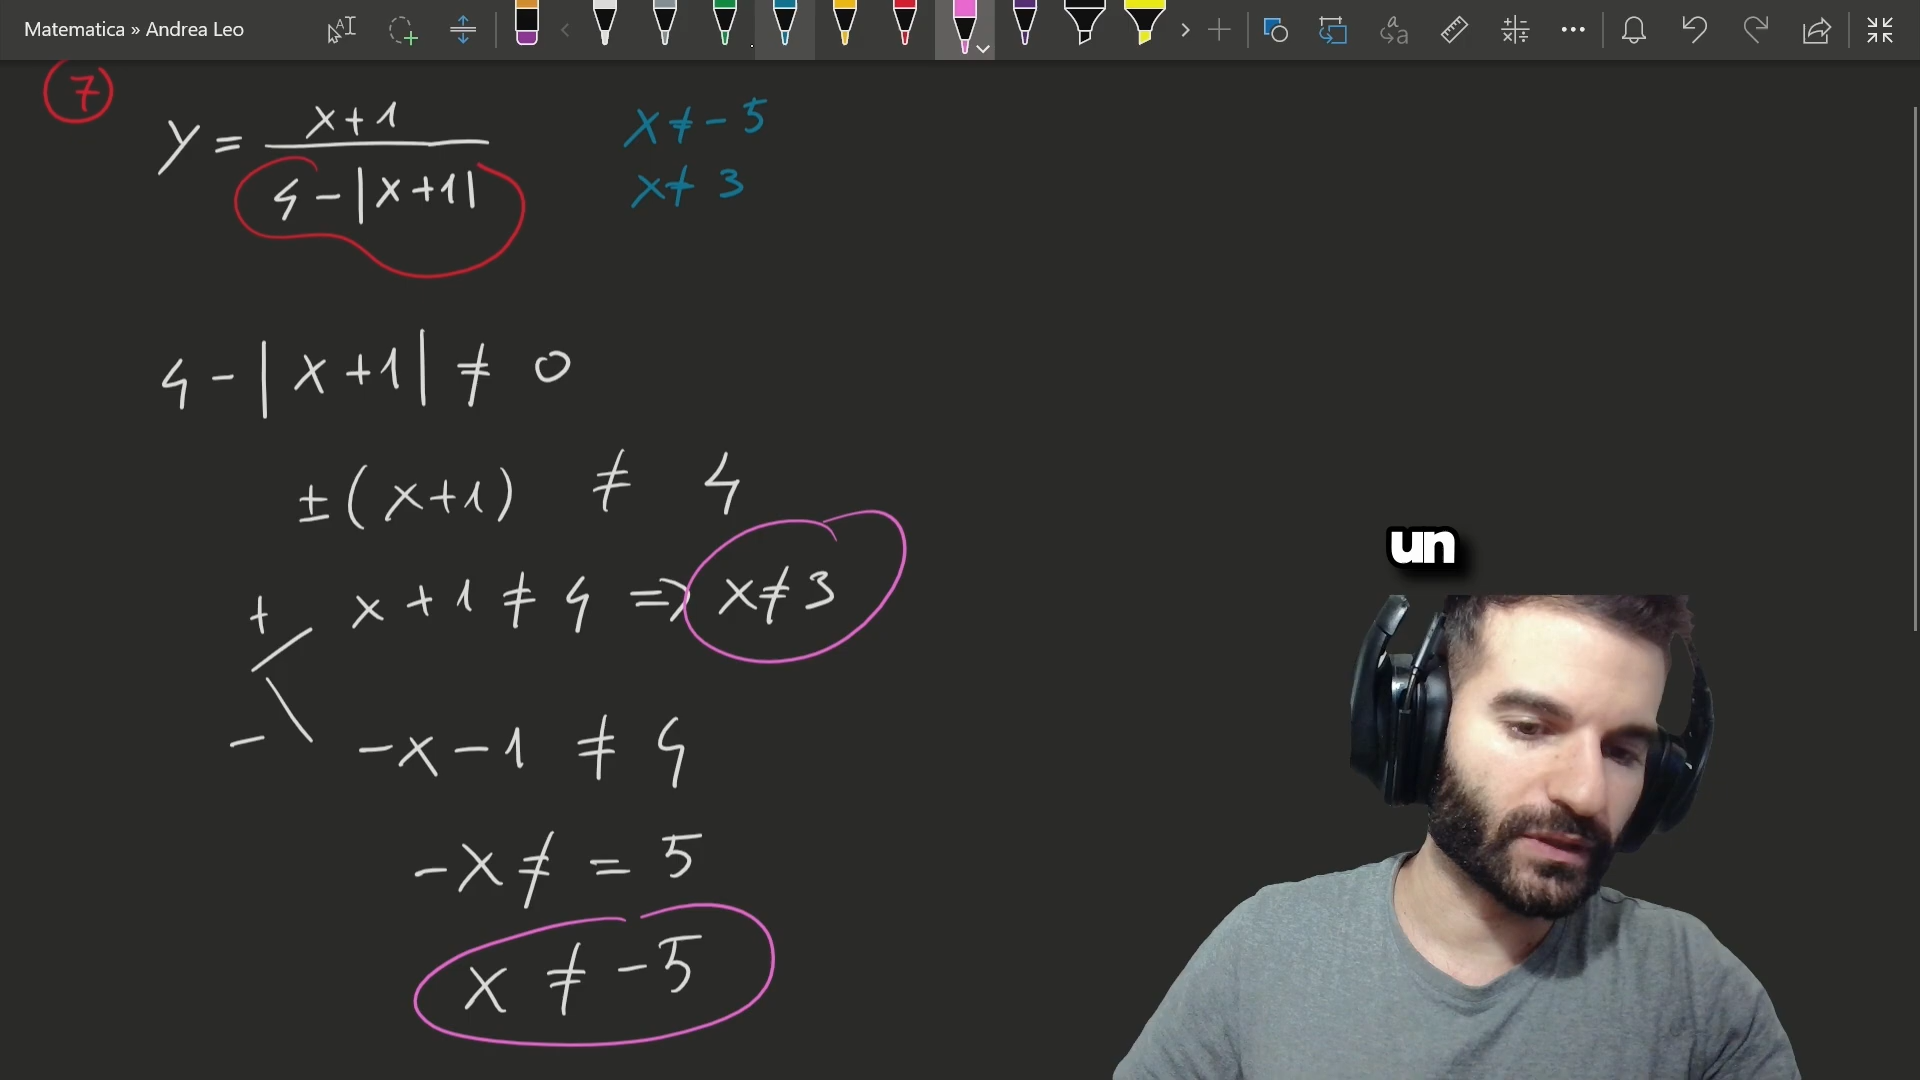 Matematica » Andrea Leo
7
y = x+1 / 4-|x+1|
x≠-5
x≠3
4-|x+1| ≠ 0
±(x+1) ≠ 4
+ x+1 ≠ 4 => x≠3
- -x-1 ≠ 4
-x ≠ = 5
x ≠ -5
un